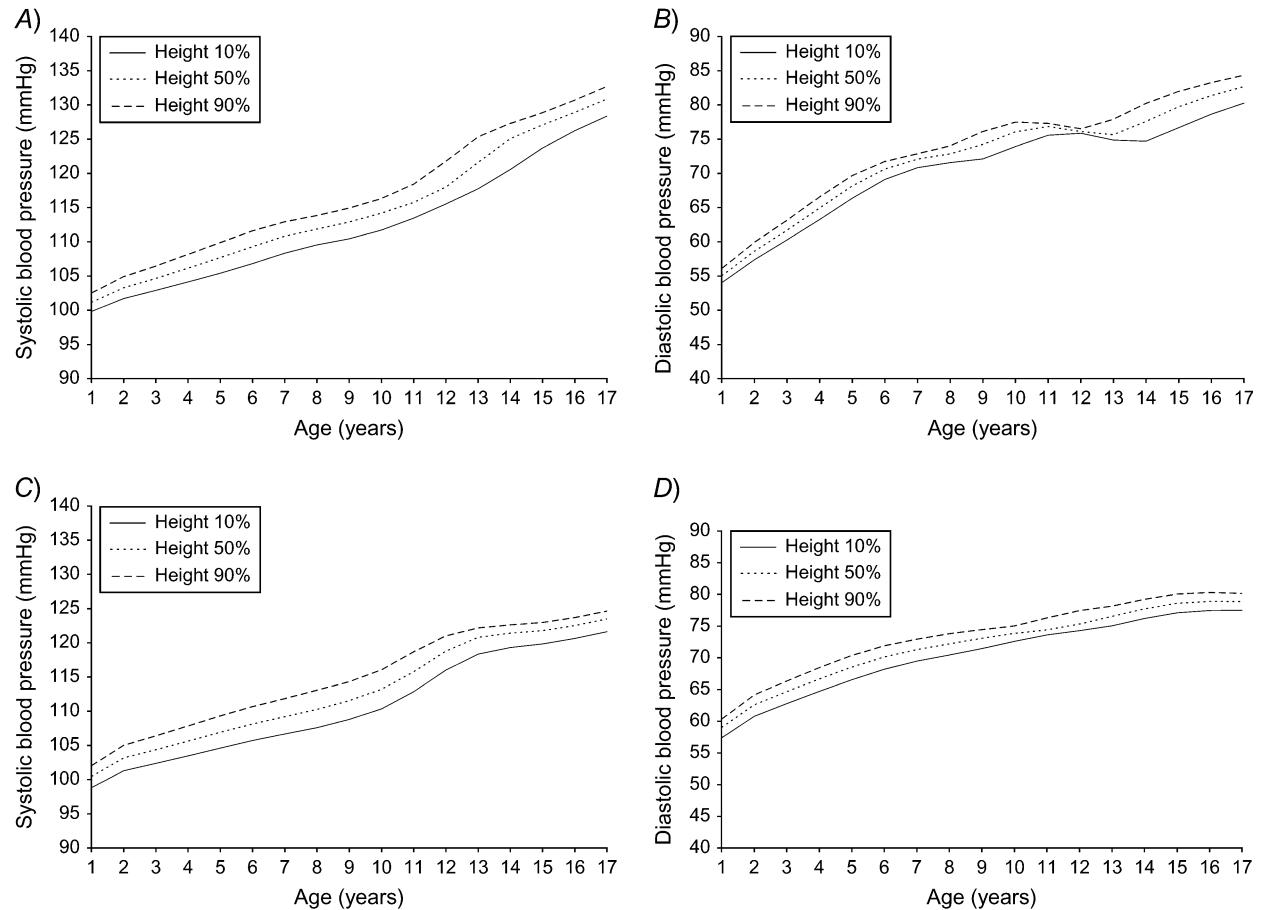 A)
140
135
130
125
120
115
110
105
100
95
90
Systolic blood pressure (mmHg)
Height 10%
Height 50%
Height 90%
1 2 3 4 5 6 7 8 9 10 11 12 13 14 15 16 17
Age (years)
B)
90
85
80
75
70
65
60
55
50
45
40
Diastolic blood pressure (mmHg)
Height 10%
Height 50%
Height 90%
1 2 3 4 5 6 7 8 9 10 11 12 13 14 15 16 17
Age (years)
C)
140
135
130
125
120
115
110
105
100
95
90
Systolic blood pressure (mmHg)
Height 10%
Height 50%
Height 90%
1 2 3 4 5 6 7 8 9 10 11 12 13 14 15 16 17
Age (years)
D)
90
85
80
75
70
65
60
55
50
45
40
Diastolic blood pressure (mmHg)
Height 10%
Height 50%
Height 90%
1 2 3 4 5 6 7 8 9 10 11 12 13 14 15 16 17
Age (years)